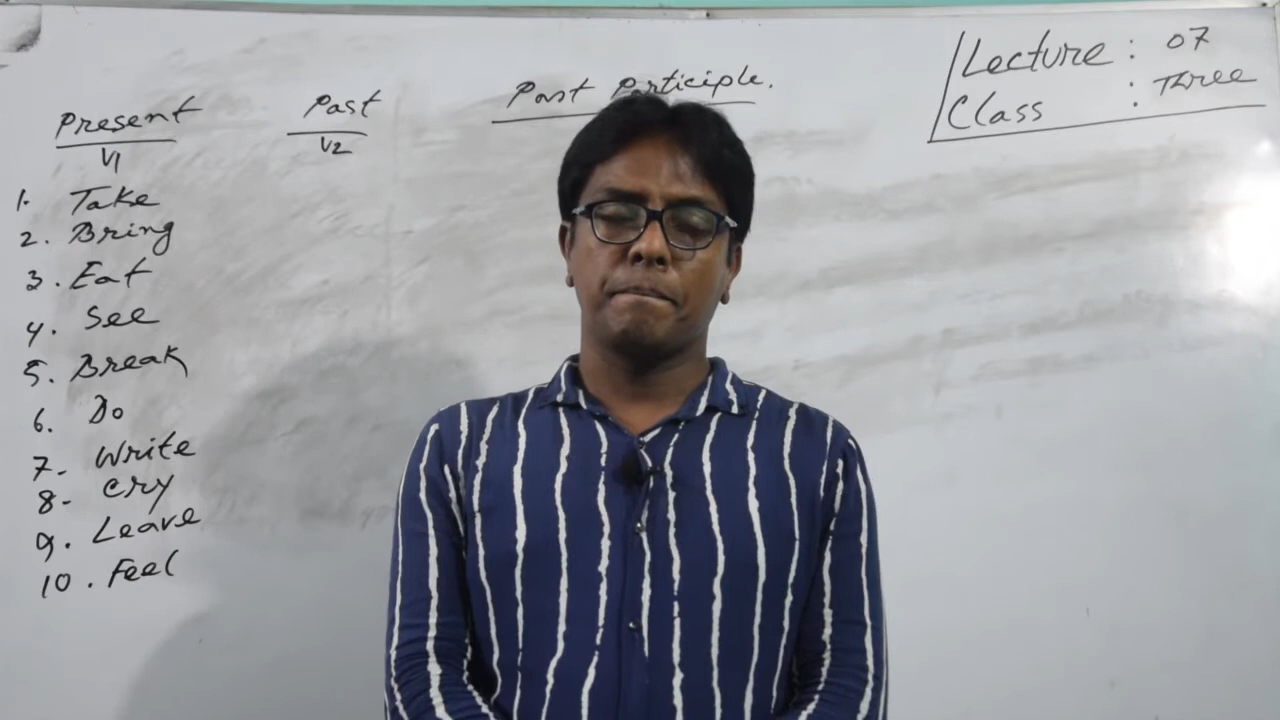 Lecture : 07
Class : Three
Present Past Past Participle.
V1 V2
1. Take
2. Bring
3. Eat
4. See
5. Break
6. Do
7- Write
8- Cry
9. Leave
10. Feel